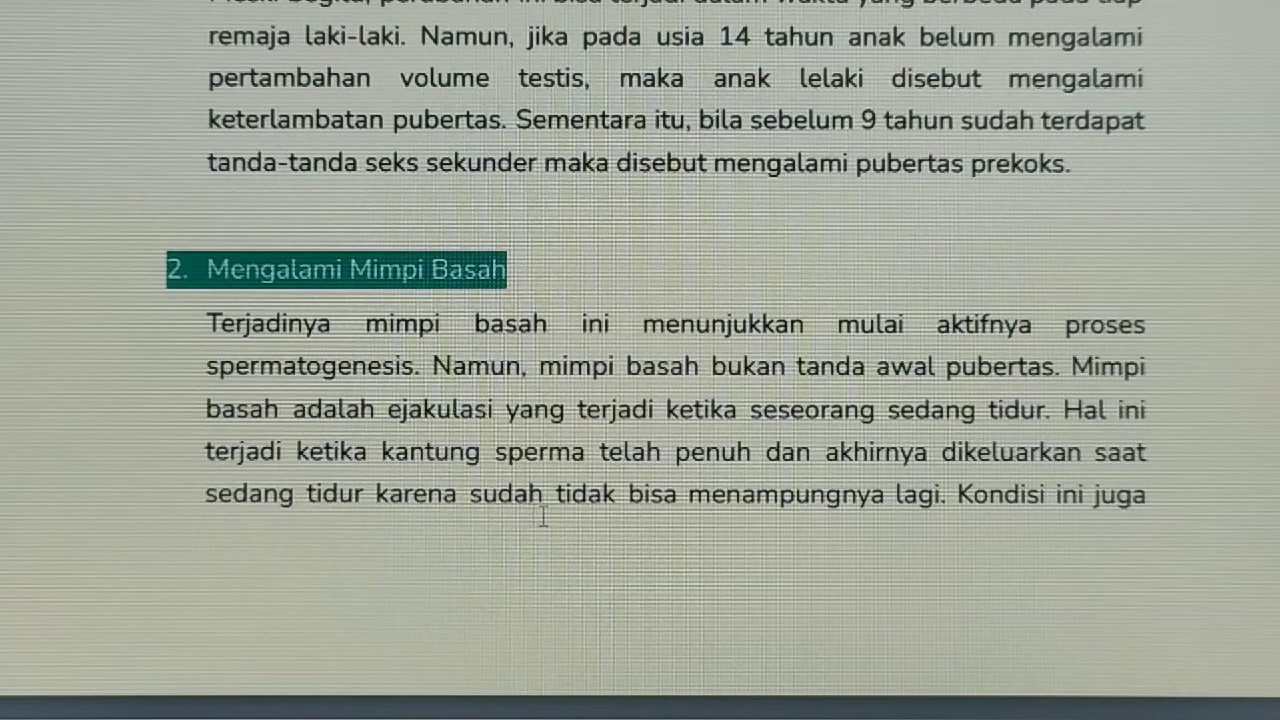 remaja laki-laki. Namun, jika pada usia 14 tahun anak belum mengalami
pertambahan volume testis, maka anak lelaki disebut mengalami
keterlambatan pubertas. Sementara itu, bila sebelum 9 tahun sudah terdapat
tanda-tanda seks sekunder maka disebut mengalami pubertas prekoks.
2. Mengalami Mimpi Basah
Terjadinya mimpi basah ini menunjukkan mulai aktifnya proses
spermatogenesis. Namun, mimpi basah bukan tanda awal pubertas. Mimpi
basah adalah ejakulasi yang terjadi ketika seseorang sedang tidur. Hal ini
terjadi ketika kantung sperma telah penuh dan akhirnya dikeluarkan saat
sedang tidur karena sudah tidak bisa menampungnya lagi. Kondisi ini juga